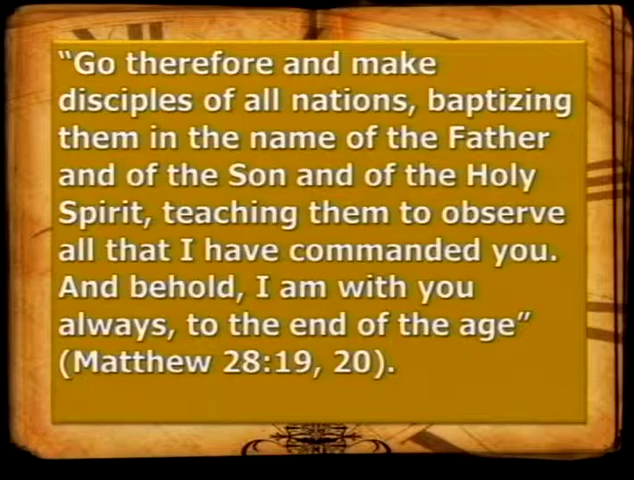 “Go therefore and make
disciples of all nations, baptizing
them in the name of the Father
and of the Son and of the Holy
Spirit, teaching them to observe
all that I have commanded you.
And behold, I am with you
always, to the end of the age”
(Matthew 28:19, 20).